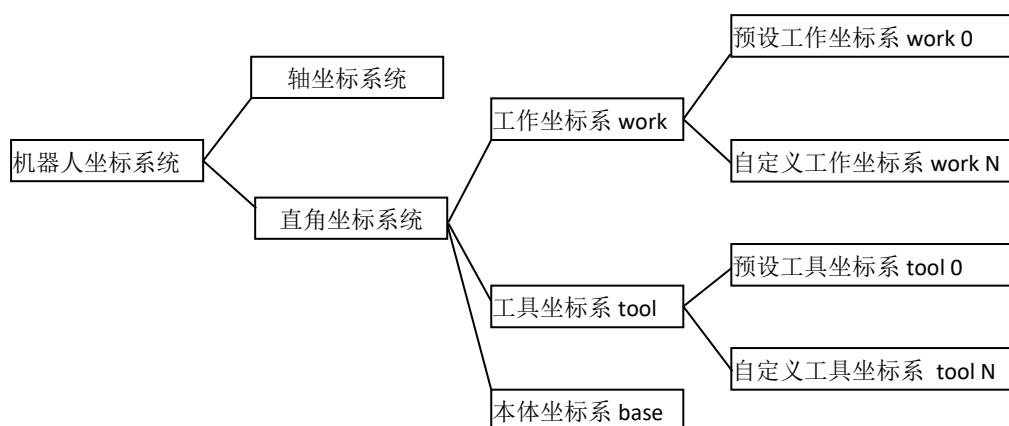 预设工作坐标系 work 0
轴坐标系统
工作坐标系 work
机器人坐标系统
自定义工作坐标系 work N
直角坐标系统
预设工具坐标系 tool 0
工具坐标系 tool
自定义工具坐标系 tool N
本体坐标系 base